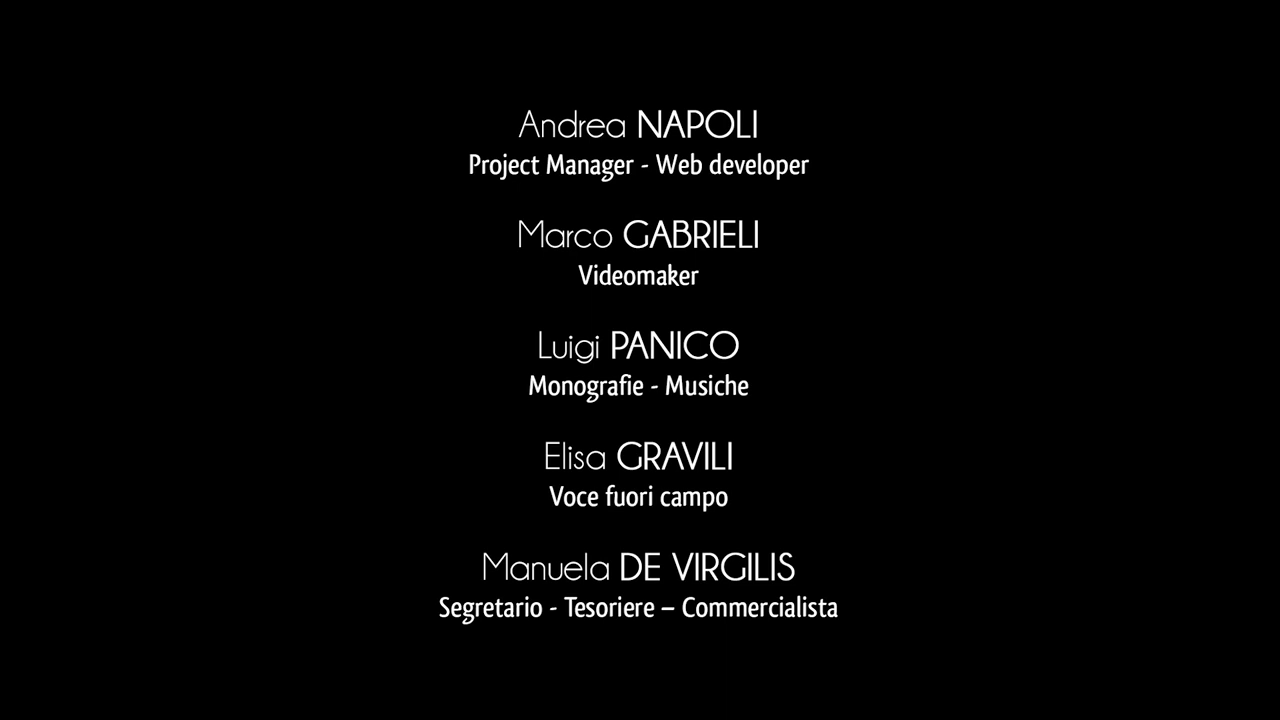 Andrea NAPOLI
Project Manager - Web developer
Marco GABRIELI
Videomaker
Luigi PANICO
Monografie - Musiche
Elisa GRAVILI
Voce fuori campo
Manuela DE VIRGILIS
Segretario - Tesoriere – Commercialista